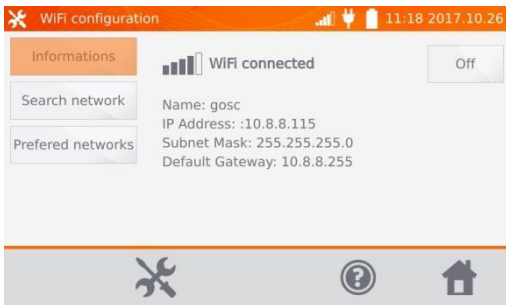 WiFi configuration
11:18 2017.10.26
Informations
WiFi connected
Off
Search network
Prefered networks
Name: gosc
IP Address: :10.8.8.115
Subnet Mask: 255.255.255.0
Default Gateway: 10.8.8.255
?